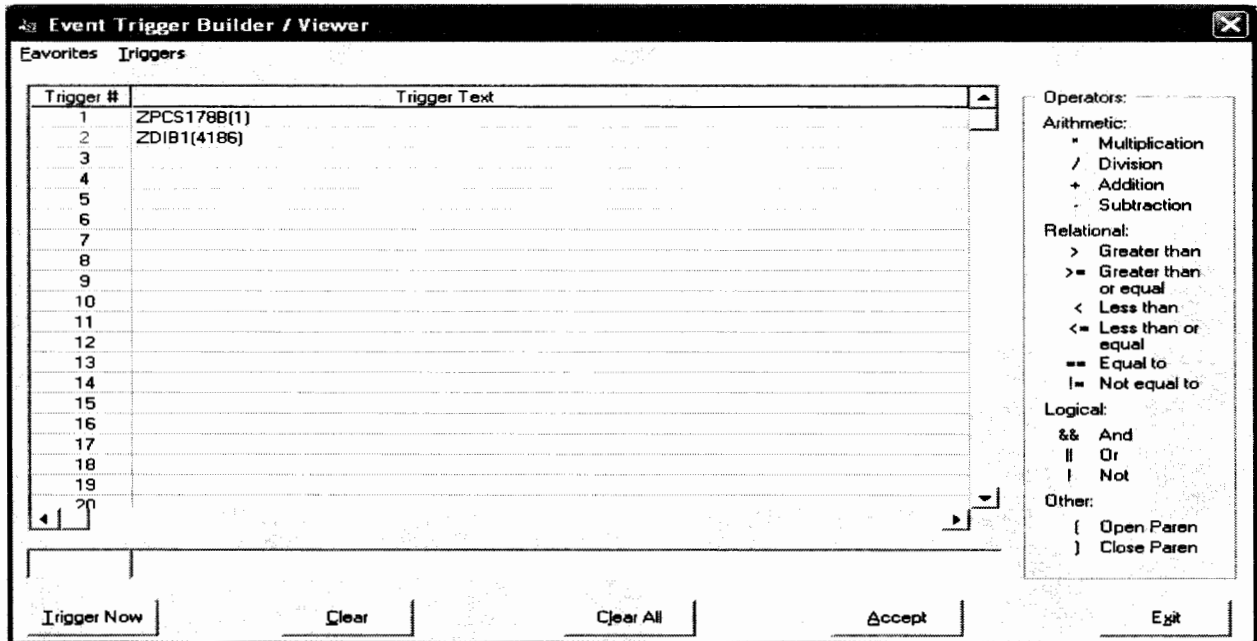 Event Trigger Builder / Viewer
Favorites Triggers
Trigger # Trigger Text
1 ZPCS178B(1)
2 ZDIB1(4186)
3
4
5
6
7
8
9
10
11
12
13
14
15
16
17
18
19
20
Operators:
Arithmetic:
* Multiplication
/ Division
+ Addition
- Subtraction
Relational:
> Greater than
>= Greater than
or equal
< Less than
<= Less than or
equal
== Equal to
!= Not equal to
Logical:
&& And
|| Or
! Not
Other:
( Open Paren
) Close Paren
Trigger Now Clear Clear All Accept Exit